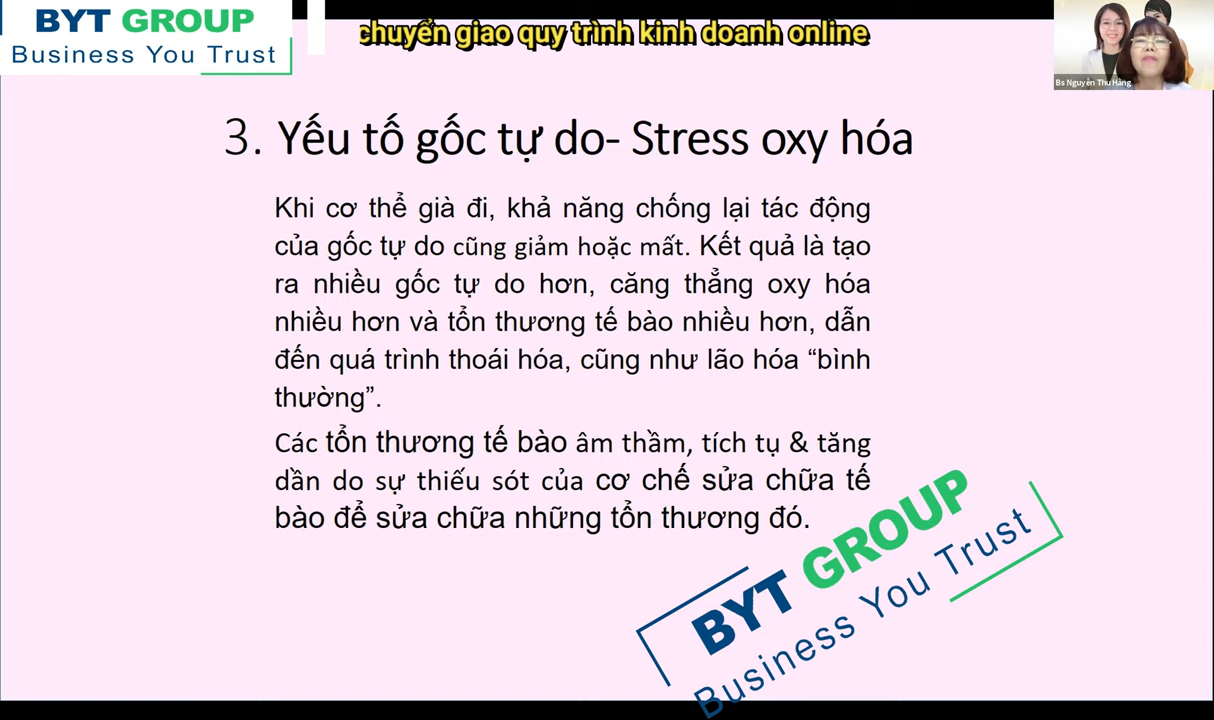 BYT GROUP
Business You Trust
chuyển giao quy trình kinh doanh online
Bs Nguyễn Thu Hằng
3. Yếu tố gốc tự do- Stress oxy hóa
Khi cơ thể già đi, khả năng chống lại tác động
của gốc tự do cũng giảm hoặc mất. Kết quả là tạo
ra nhiều gốc tự do hơn, căng thẳng oxy hóa
nhiều hơn và tổn thương tế bào nhiều hơn, dẫn
đến quá trình thoái hóa, cũng như lão hóa “bình
thường”.
Các tổn thương tế bào âm thầm, tích tụ & tăng
dần do sự thiếu sót của cơ chế sửa chữa tế
bào để sửa chữa những tổn thương đó.
BYT GROUP
Business You Trust